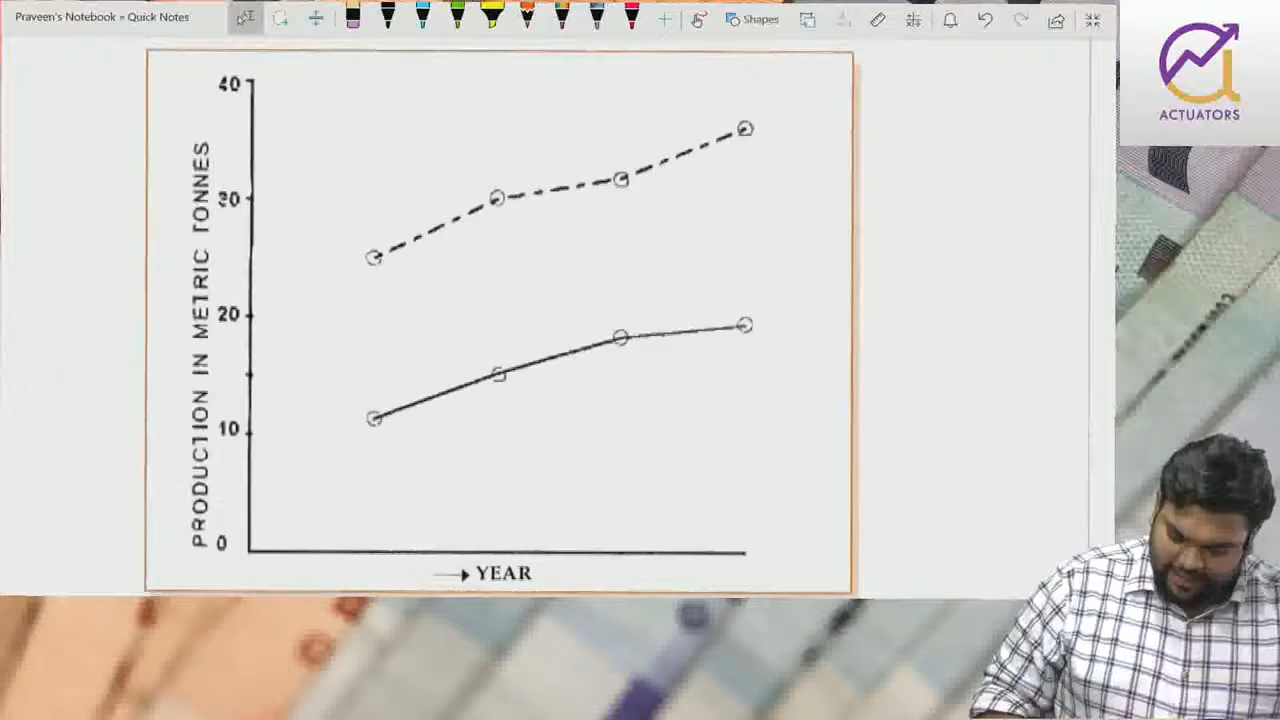 Praveen's Notebook » Quick Notes
Shapes
ACTUATORS
40
30
20
10
0
PRODUCTION IN METRIC TONNES
YEAR